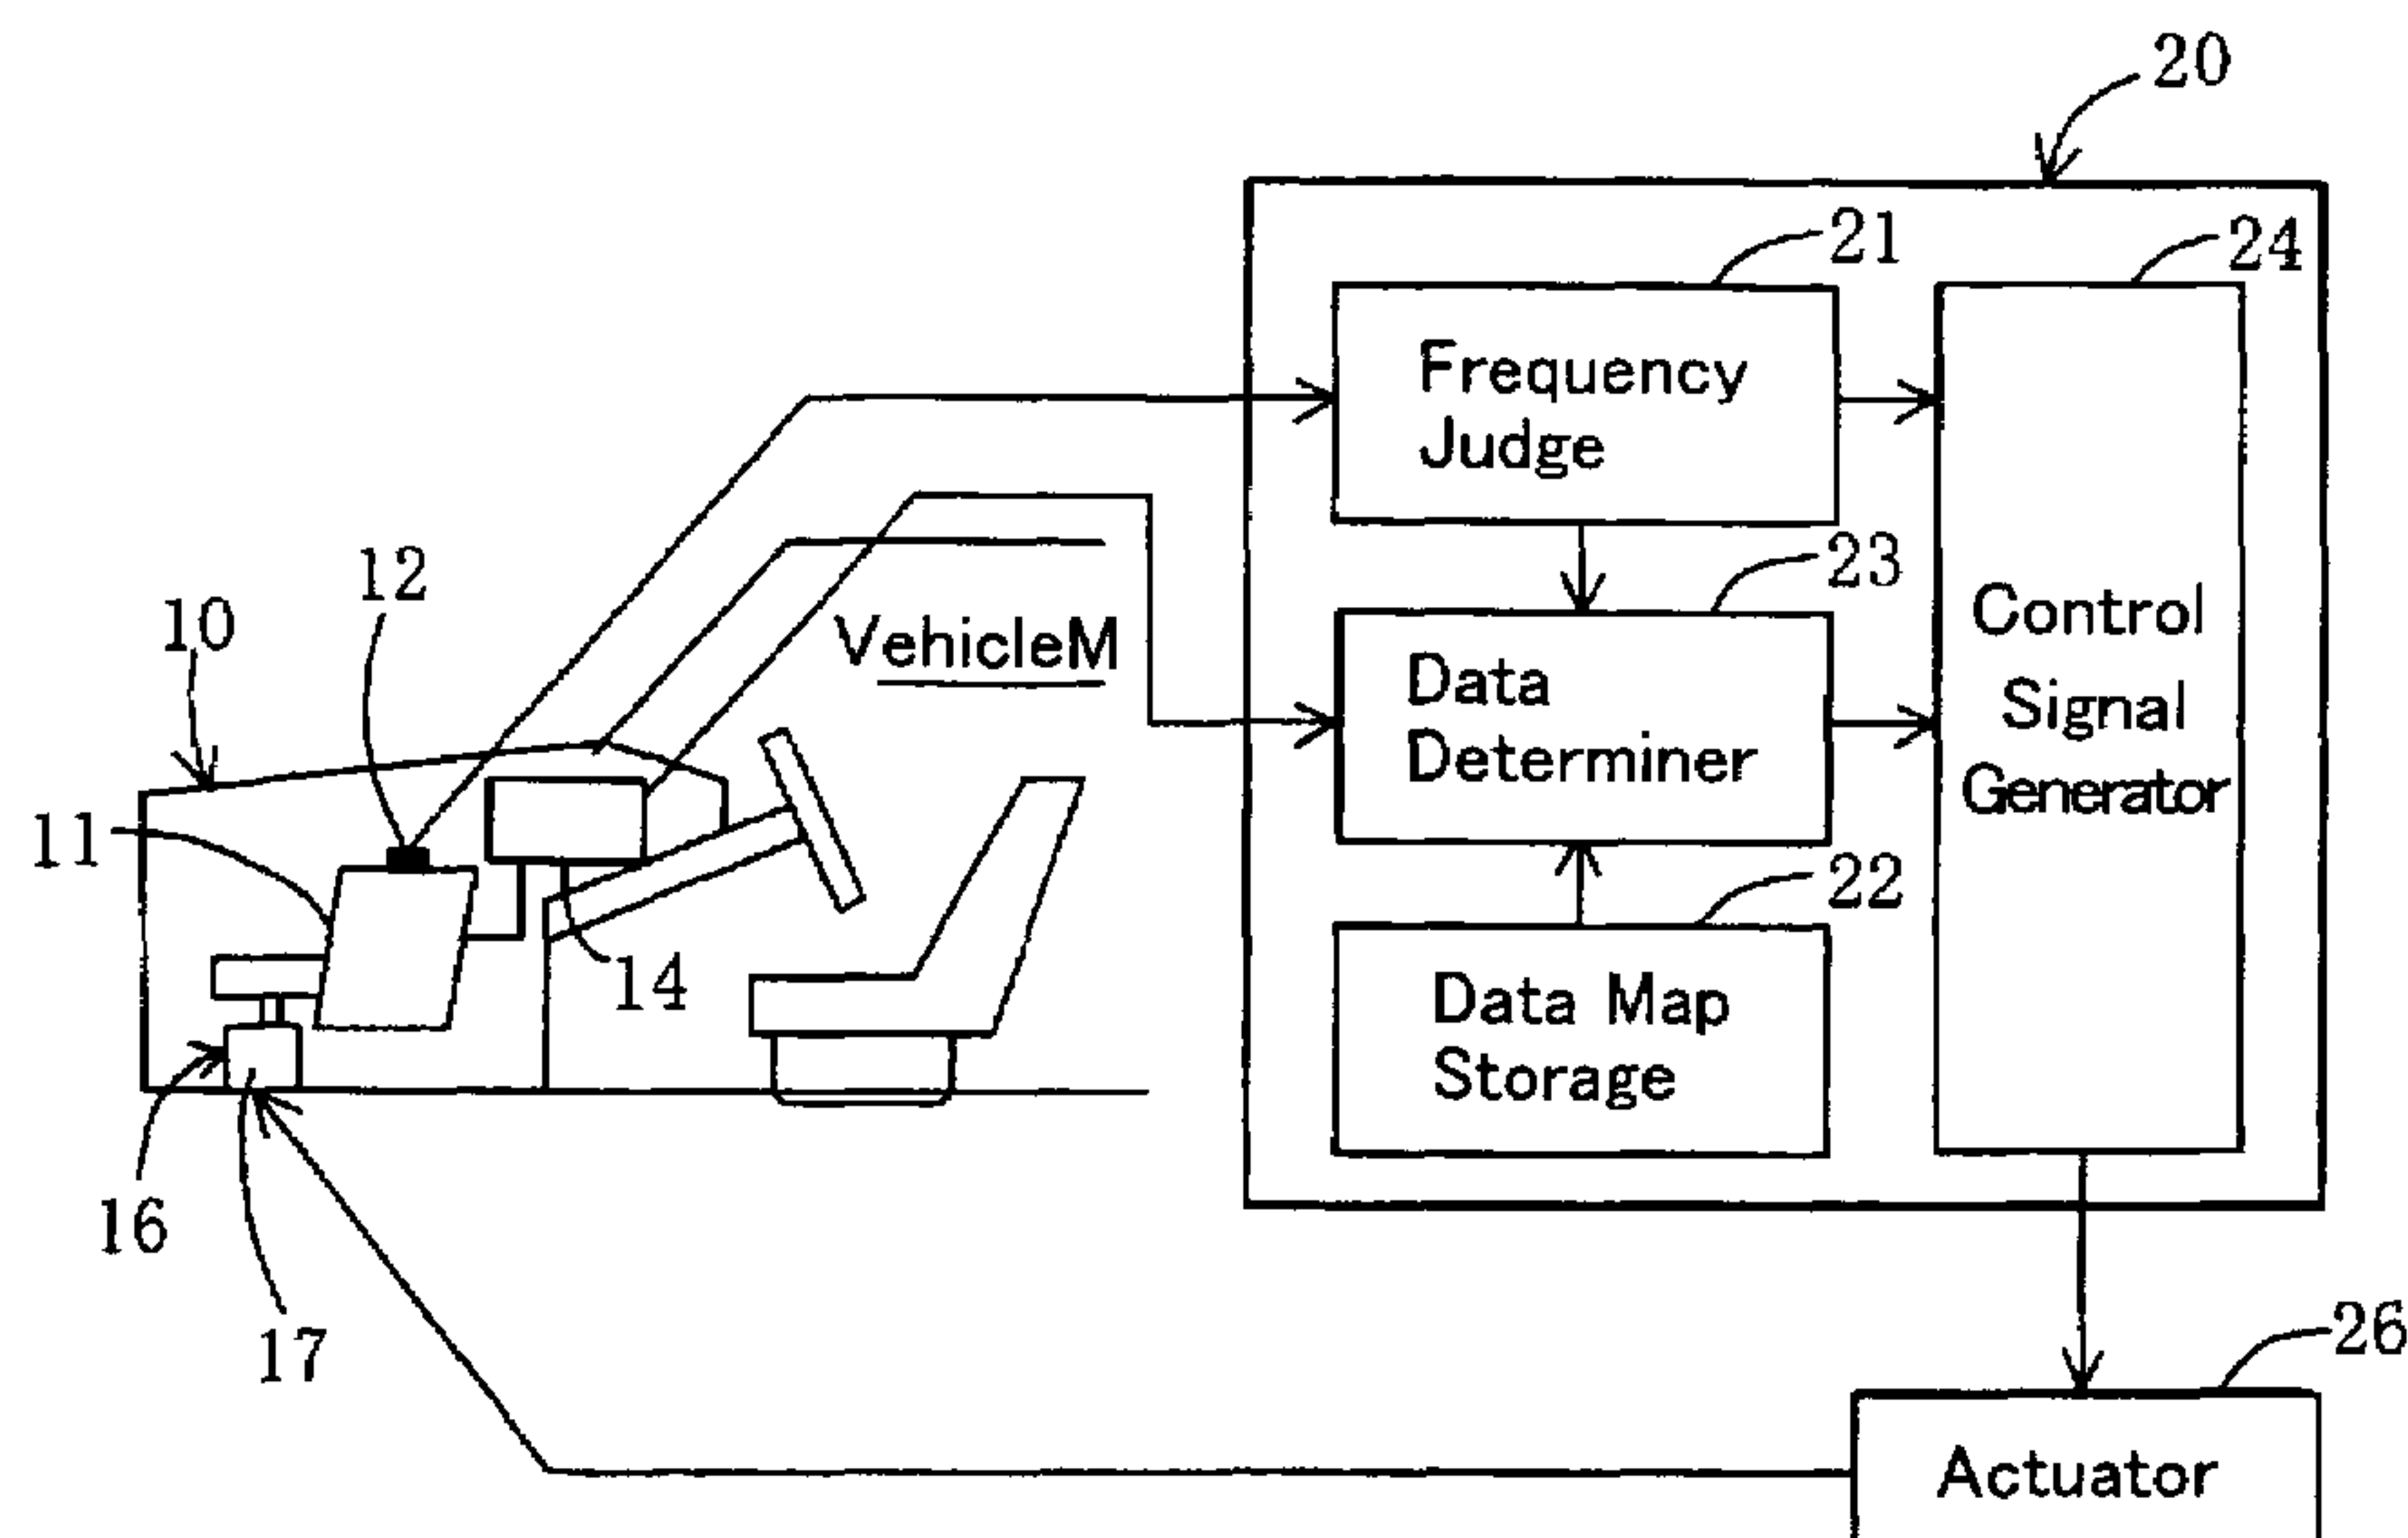 20
21
24
Frequency
Judge
12
23
10
VehicleM
Control
Signal
Generator
Data
Determiner
11
22
14
Data Map
Storage
16
17
26
Actuator